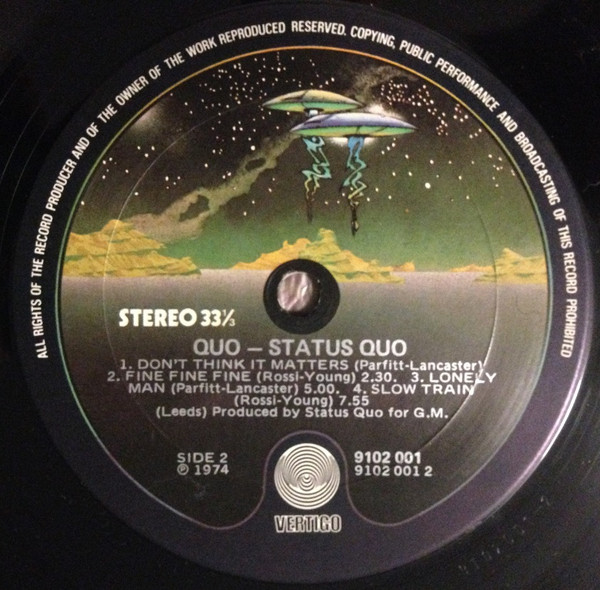 ALL RIGHTS OF THE RECORD PRODUCER AND OF THE OWNER OF THE WORK REPRODUCED RESERVED. COPYING, PUBLIC PERFORMANCE AND BROADCASTING OF THIS RECORD PROHIBITED
STEREO 33⅓
QUO – STATUS QUO
1. DON'T THINK IT MATTERS (Parfitt-Lancaster)
2. FINE FINE FINE (Rossi-Young) 2.30. 3. LONELY
MAN (Parfitt-Lancaster) 5.00. 4. SLOW TRAIN
(Rossi-Young) 7.55
(Leeds) Produced by Status Quo for G.M.
SIDE 2 9102 001
℗ 1974 9102 001 2
VERTIGO